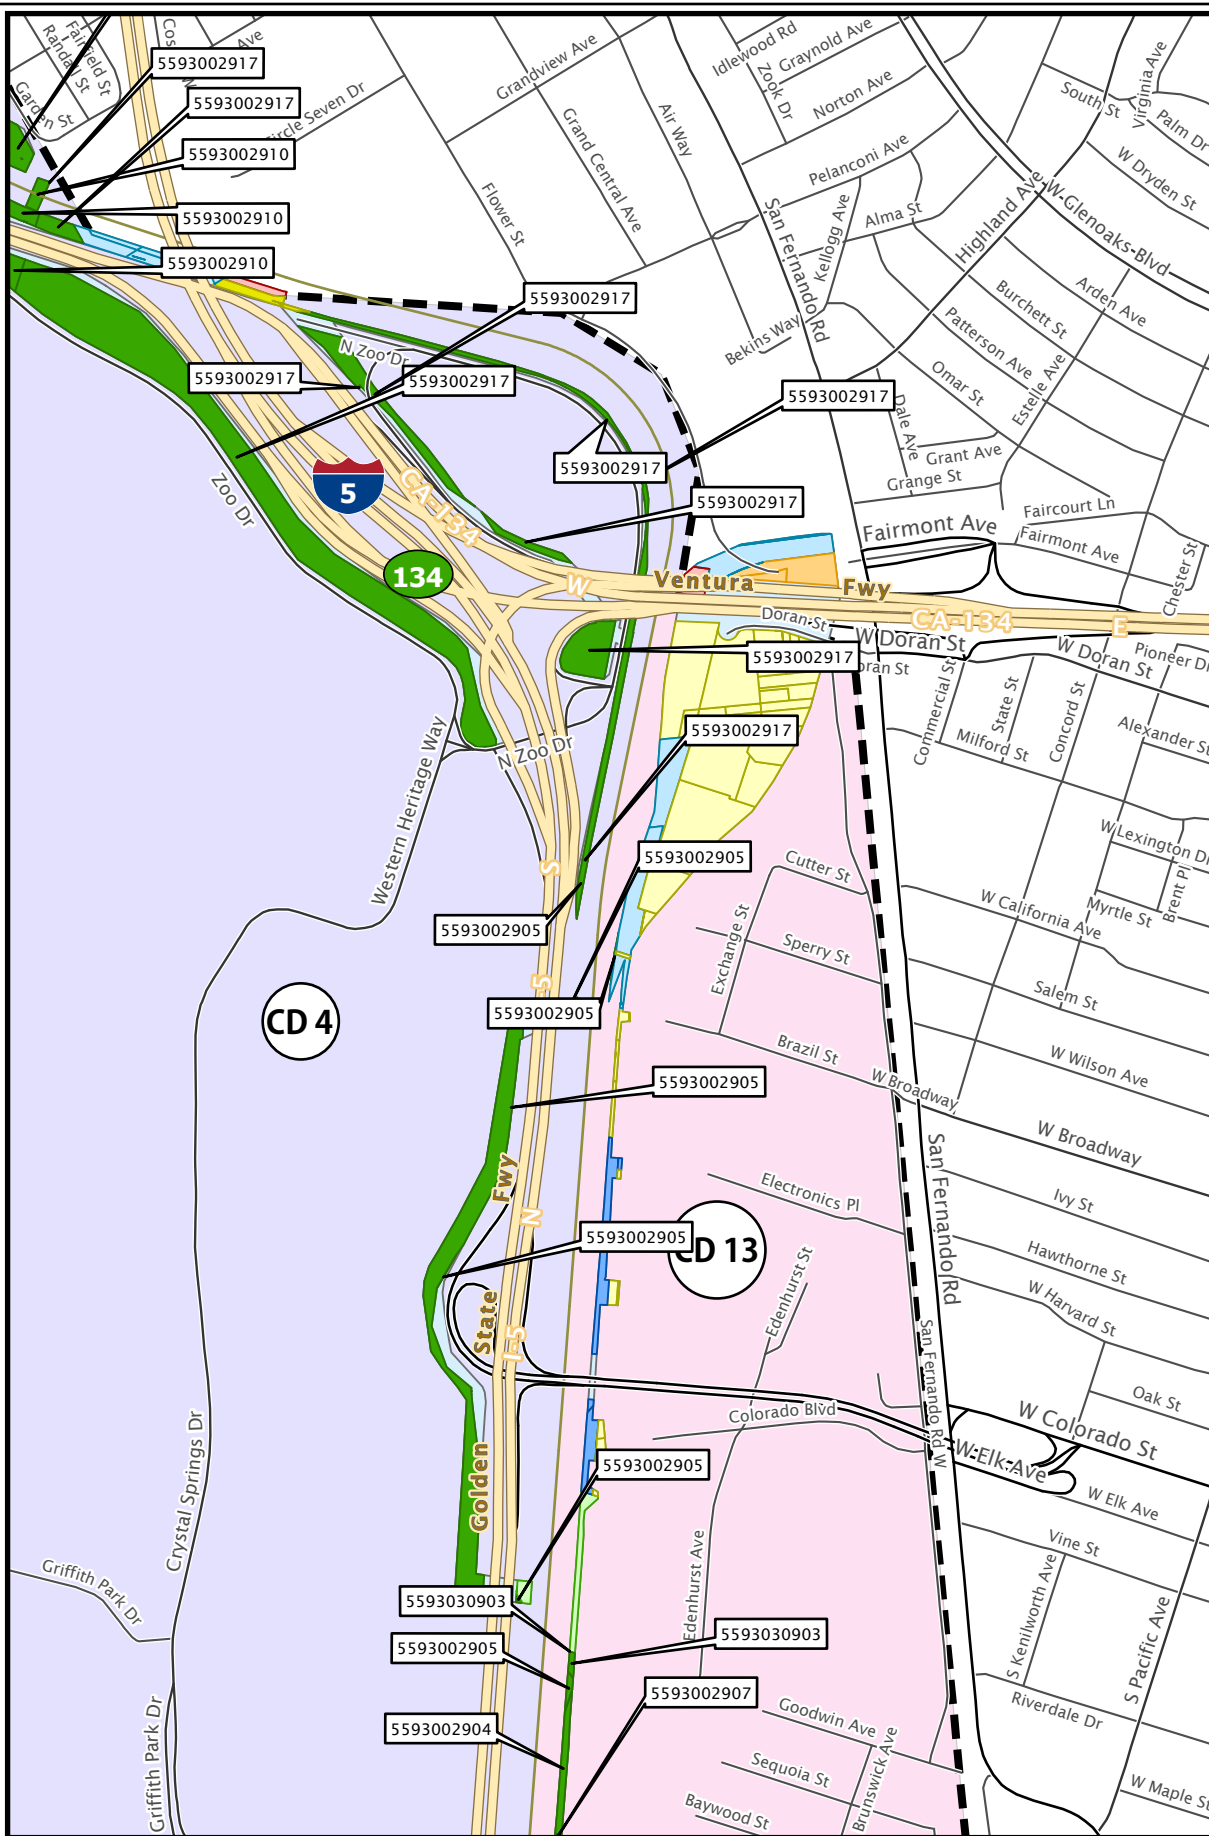 Fairfield St
Randall St
Garden St
Ave
Circle Seven Dr
5593002917
5593002917
5593002910
5593002910
5593002910
Grandview Ave
Grand Central Ave
Air Way
Flower St
Idlewood Rd
Zook Dr
Graynold Ave
Norton Ave
Pelanconi Ave
Alma St
Kellogg Ave
San Fernando Rd
Bekins Way
Highland Ave
W Glenoaks Blvd
South St
Virginia Ave
Palm Dr
W Dryden St
Arden Ave
Burchett St
Patterson Ave
Omar St
Estelle Ave
Dale Ave
Grant Ave
Grange St
Fairmont Ave
Faircourt Ln
Fairmont Ave
Chester St
5593002917
N Zoo Dr
5593002917
5593002917
5593002917
5593002917
5593002917
Zoo Dr
5
CA-134
134
W
Ventura
Fwy
CA-134
E
Doran St
W Doran St
W Doran St
Pioneer Dr
5593002917
oran St
Commercial St
State St
Milford St
Concord St
Alexander St
5593002917
N Zoo Dr
Western Heritage Way
W Lexington Dr
Brent Pl
Myrtle St
W California Ave
5593002905
Cutter St
Exchange St
Sperry St
S
5593002905
5
5593002905
Salem St
CD 4
Brazil St
W Broadway
W Wilson Ave
5593002905
W Broadway
San Fernando Rd
Fwy
Electronics Pl
Ivy St
N
5593002905
CD 13
Hawthorne St
W Harvard St
Edenhurst St
State
I-5
San Fernando Rd W
Oak St
Colorado Blvd
W Colorado St
W Elk Ave
W Elk Ave
Crystal Springs Dr
Golden
5593002905
Vine St
Griffith Park Dr
5593030903
Edenhurst Ave
5593030903
S Kenilworth Ave
S Pacific Ave
5593002905
5593002907
Riverdale Dr
Griffith Park Dr
5593002904
Goodwin Ave
Sequoia St
Brunswick Ave
Baywood St
W Maple St